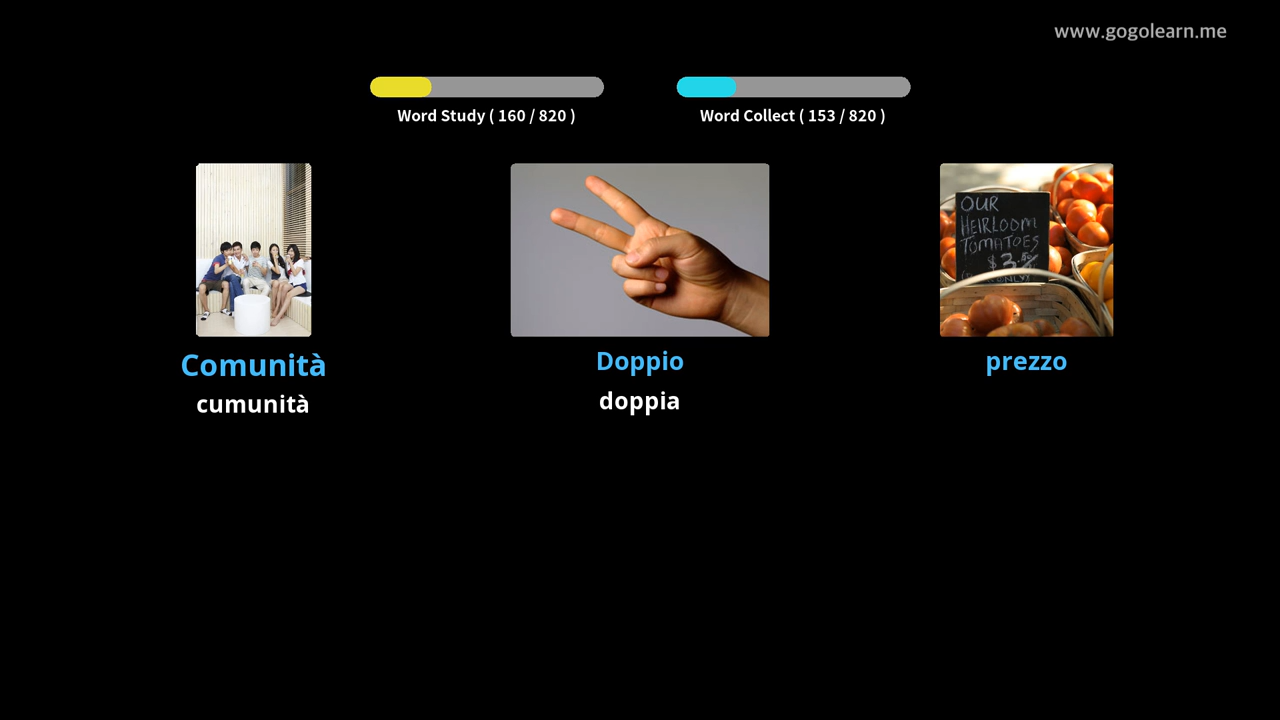 www.gogolearn.me
Word Study ( 160 / 820 )
Word Collect ( 153 / 820 )
OUR
HEIRLOOM
TOMATOES
$3.
Comunità
Doppio
prezzo
cumunità
doppia